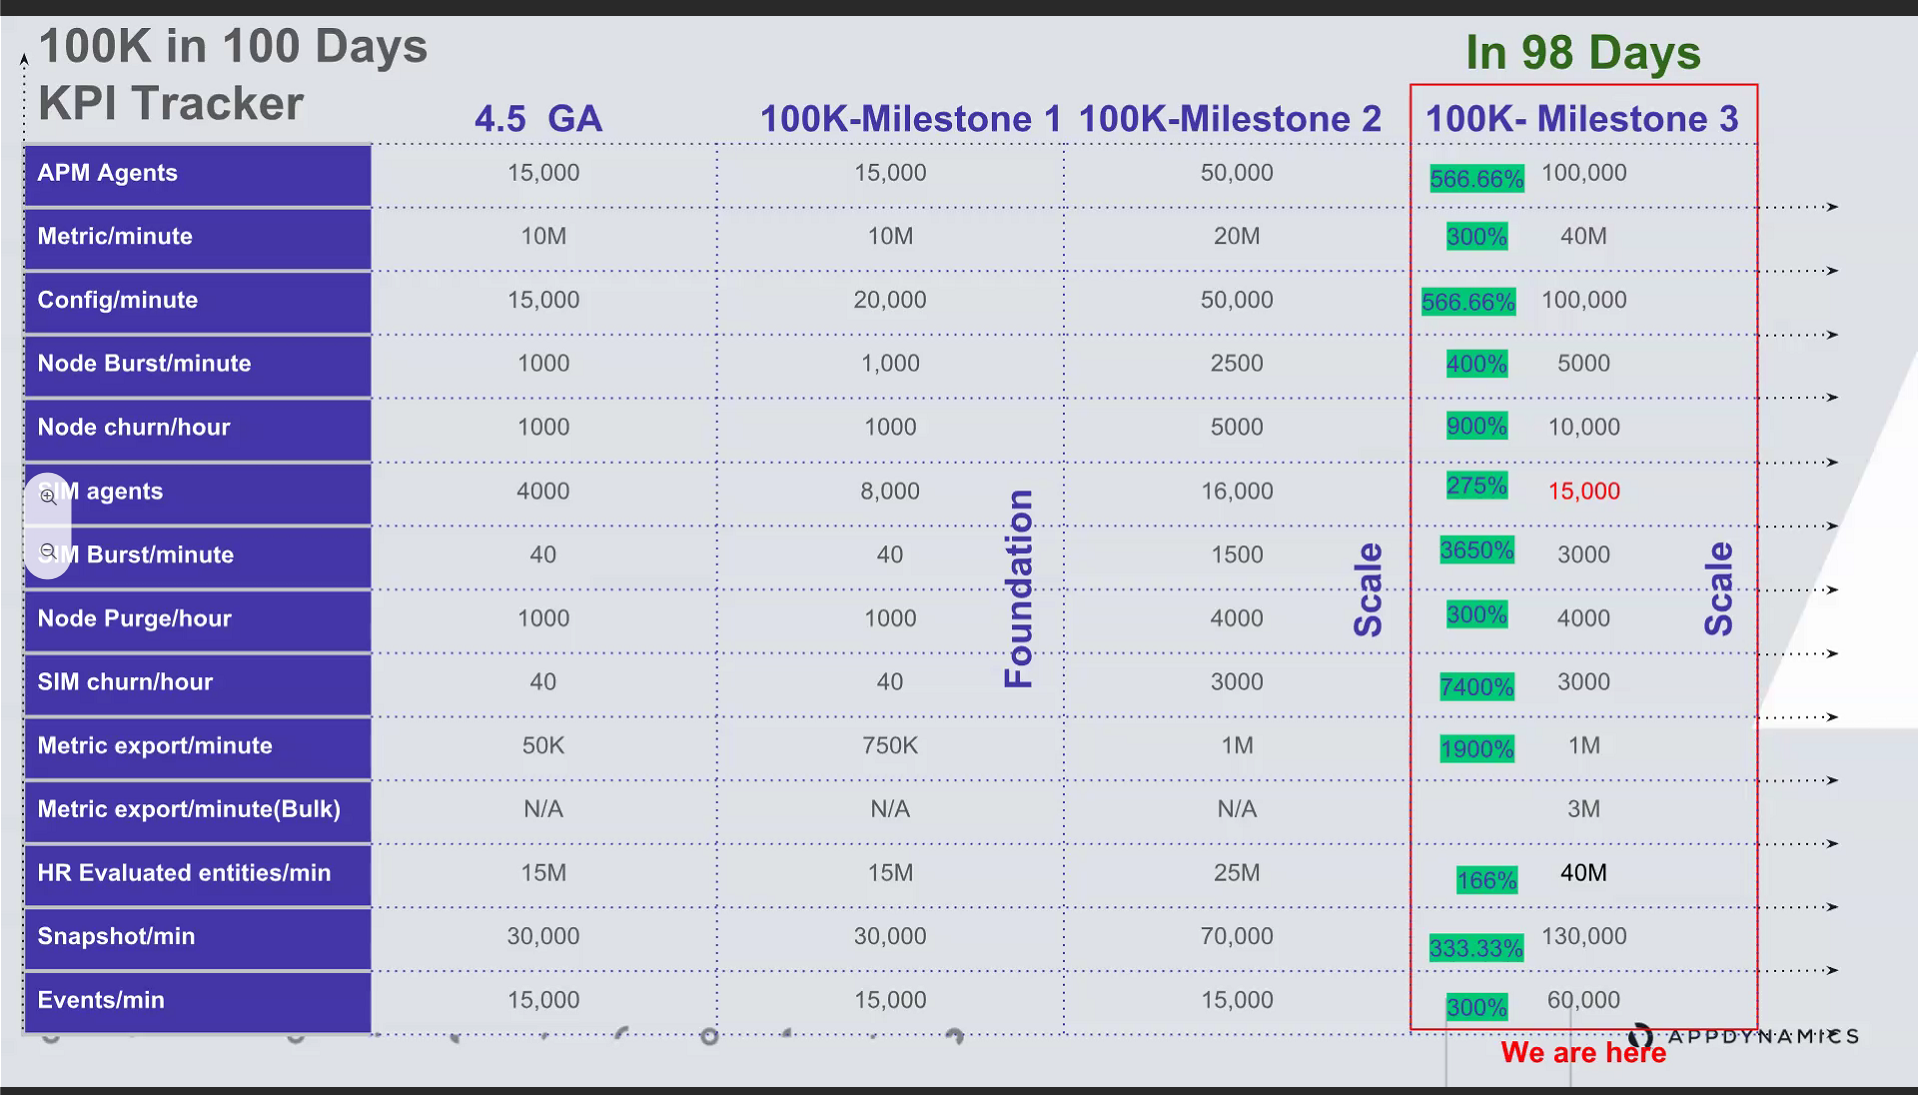 100K in 100 Days
KPI Tracker
In 98 Days
4.5 GA 100K-Milestone 1 100K-Milestone 2 100K- Milestone 3
APM Agents 15,000 15,000 50,000 566.66% 100,000
Metric/minute 10M 10M 20M 300% 40M
Config/minute 15,000 20,000 50,000 566.66% 100,000
Node Burst/minute 1000 1,000 2500 400% 5000
Node churn/hour 1000 1000 5000 900% 10,000
SIM agents 4000 8,000 16,000 275% 15,000
SIM Burst/minute 40 40 1500 3650% 3000
Node Purge/hour 1000 1000 4000 300% 4000
SIM churn/hour 40 40 3000 7400% 3000
Metric export/minute 50K 750K 1M 1900% 1M
Metric export/minute(Bulk) N/A N/A N/A 3M
HR Evaluated entities/min 15M 15M 25M 166% 40M
Snapshot/min 30,000 30,000 70,000 333.33% 130,000
Events/min 15,000 15,000 15,000 300% 60,000
Foundation
Scale
Scale
We are here
APPDYNAMICS